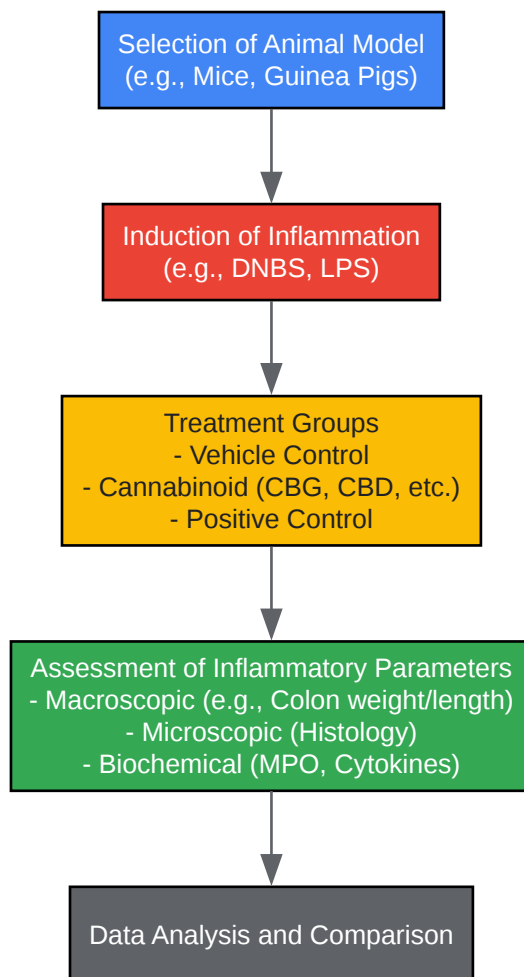 Selection of Animal Model
(e.g., Mice, Guinea Pigs)
Induction of Inflammation
(e.g., DNBS, LPS)
Treatment Groups
- Vehicle Control
- Cannabinoid (CBG, CBD, etc.)
- Positive Control
Assessment of Inflammatory Parameters
- Macroscopic (e.g., Colon weight/length)
- Microscopic (Histology)
- Biochemical (MPO, Cytokines)
Data Analysis and Comparison